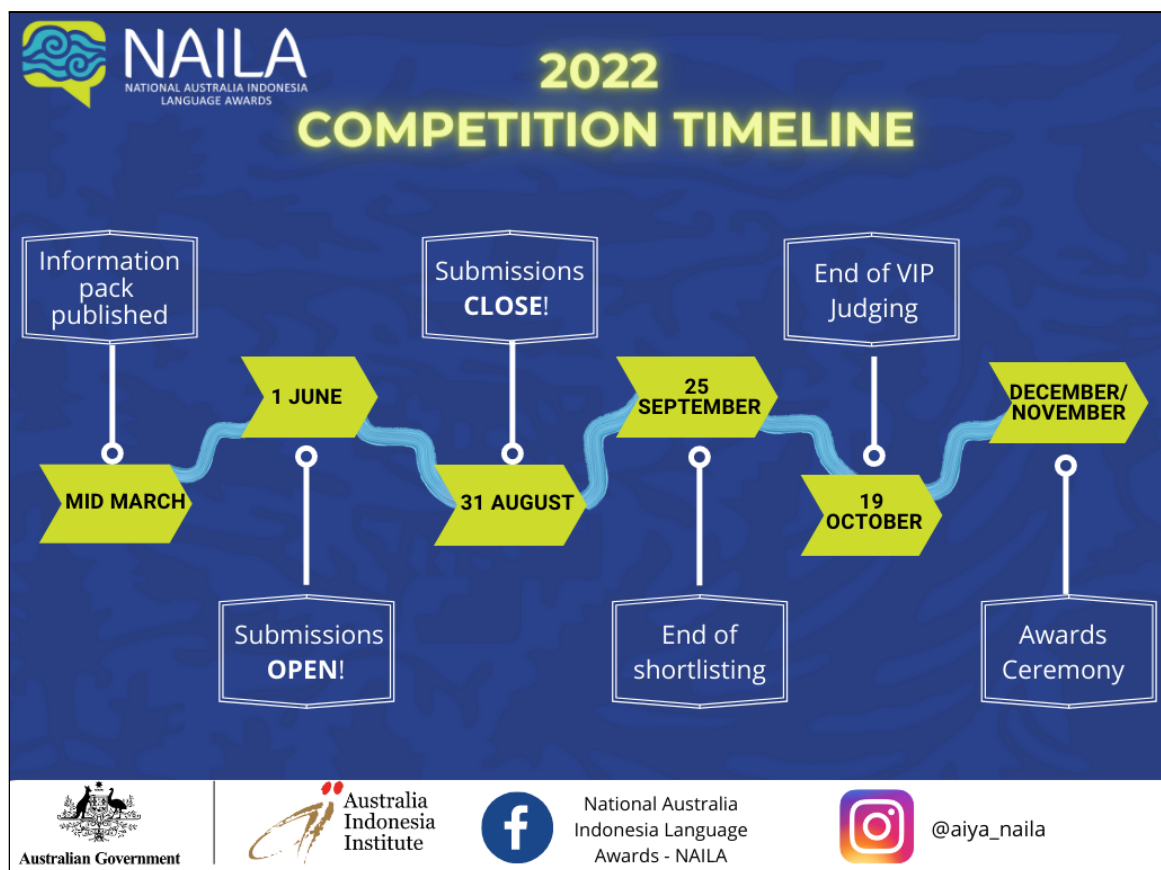 NAILA
NATIONAL AUSTRALIA INDONESIA
LANGUAGE AWARDS
2022
COMPETITION TIMELINE
Information
pack
published
Submissions
CLOSE!
End of VIP
Judging
1 JUNE
25
SEPTEMBER
DECEMBER/
NOVEMBER
MID MARCH
31 AUGUST
19
OCTOBER
Submissions
OPEN!
End of
shortlisting
Awards
Ceremony
Australian Government
Australia
Indonesia
Institute
National Australia
Indonesia Language
Awards - NAILA
@aiya_naila